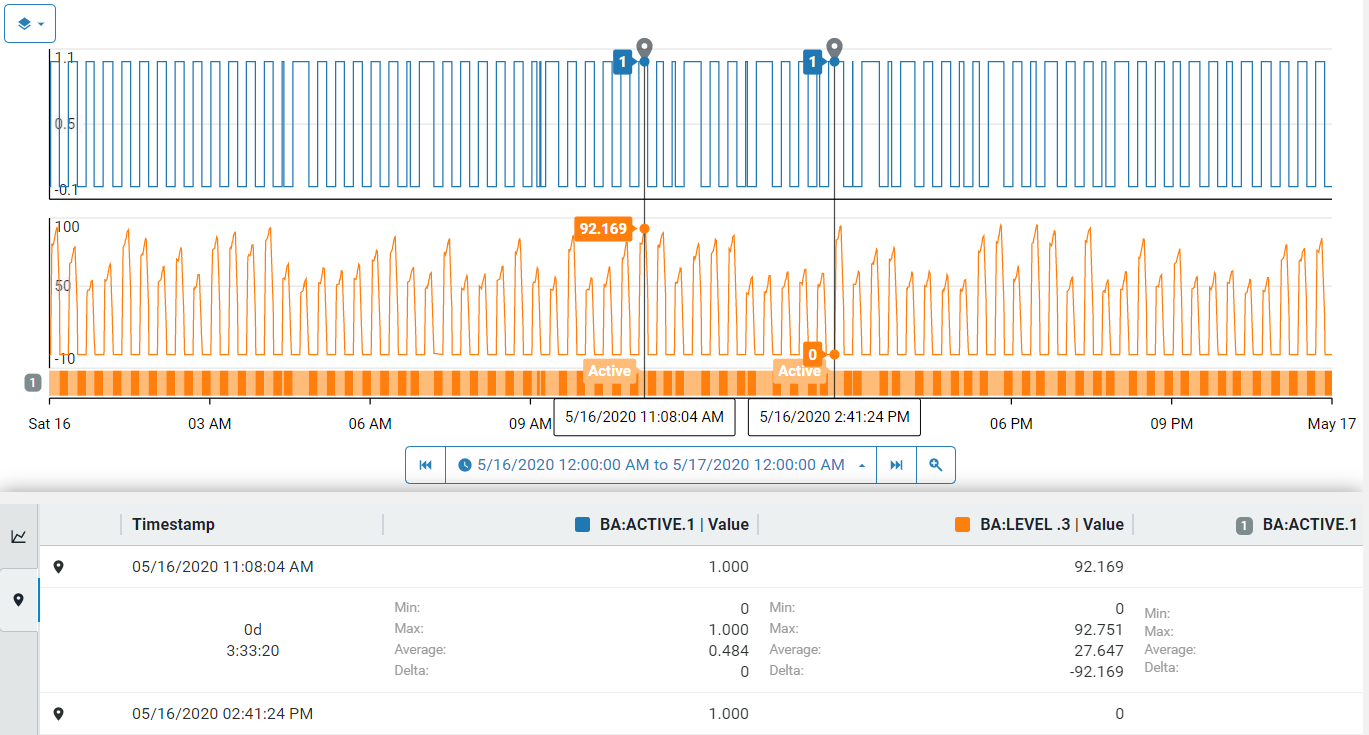 1.1
1
1
0.5
-0.1
100
92.169
50
0
-10
Active
Active
1
Sat 16
03 AM
06 AM
09 AM
5/16/2020 11:08:04 AM
5/16/2020 2:41:24 PM
06 PM
09 PM
May 17
5/16/2020 12:00:00 AM to 5/17/2020 12:00:00 AM
Timestamp BA:ACTIVE.1 | Value BA:LEVEL .3 | Value 1 BA:ACTIVE.1
05/16/2020 11:08:04 AM 1.000 92.169
0d
3:33:20
Min: 0
Max: 1.000
Average: 0.484
Delta: 0
Min: 0
Max: 92.751
Average: 27.647
Delta: -92.169
Min:
Max:
Average:
Delta:
05/16/2020 02:41:24 PM 1.000 0